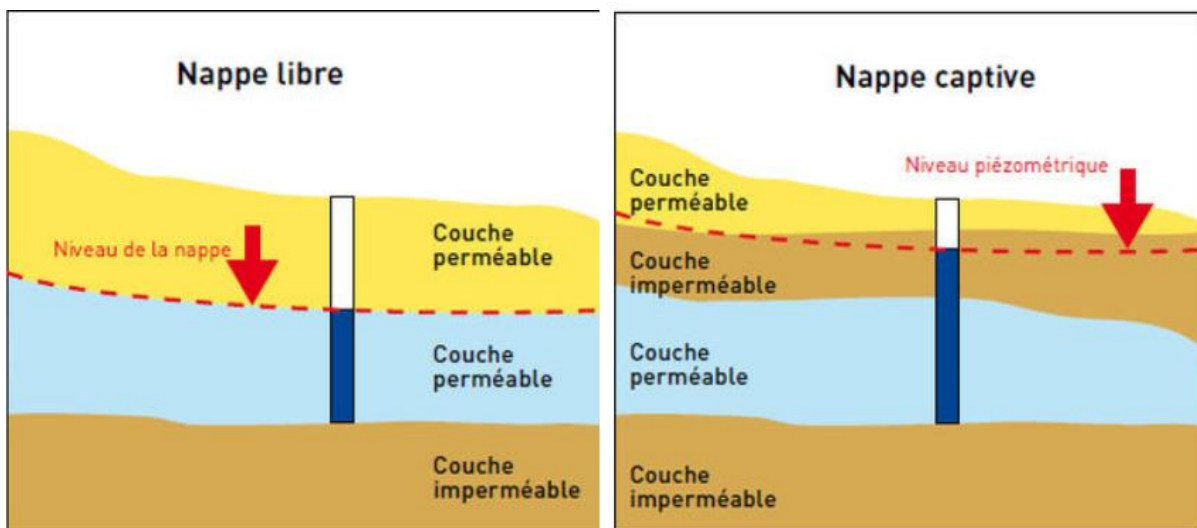 Nappe libre
Niveau de la nappe
Couche
perméable
Couche
perméable
Couche
imperméable
Nappe captive
Niveau piézométrique
Couche
perméable
Couche
imperméable
Couche
perméable
Couche
imperméable